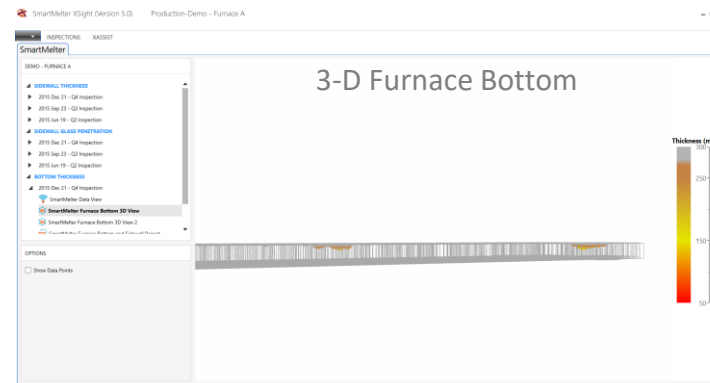 SmartMelter XSight (Version 5.0) Production-Demo - Furnace A
INSPECTIONS XASSIST
SmartMelter
DEMO - FURNACE A
SIDEWALL THICKNESS
2015 Dec 21 - Q4 Inspection
2015 Sep 23 - Q3 Inspection
2015 Jun 19 - Q2 Inspection
SIDEWALL GLASS PENETRATION
2015 Dec 21 - Q4 Inspection
2015 Sep 23 - Q3 Inspection
2015 Jun 19 - Q2 Inspection
BOTTOM THICKNESS
2015 Dec 21 - Q4 Inspection
SmartMelter Data View
SmartMelter Furnace Bottom 3D View
SmartMelter Furnace Bottom 3D View 2
OPTIONS
Show Data Points
3-D Furnace Bottom
Thickness (m
300
250
150
50